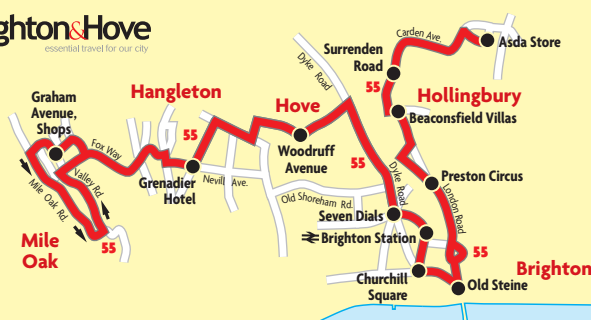 ghton&Hove
essential travel for our city
Carden Ave.
Asda Store
Surrenden
Road
Dyke Road
55
Hollingbury
Beaconsfield Villas
Hangleton
Graham
Avenue,
Shops
Hove
55
Fox Way
Woodruff
Avenue
55
Grenadier
Hotel
Nevill Ave.
Valley Rd.
Mile Oak Rd.
Preston Circus
Dyke Road
London Road
Old Shoreham Rd.
Seven Dials
Brighton Station
Mile
Oak
55
55
Brighton
Churchill
Square
Old Steine